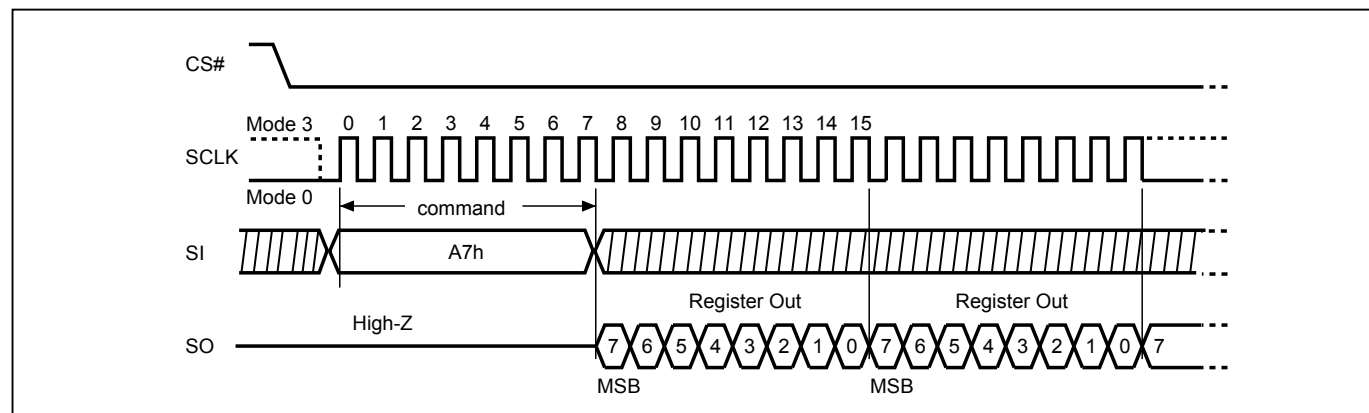 CS#
Mode 3 0 1 2 3 4 5 6 7 8 9 10 11 12 13 14 15
SCLK
Mode 0
command
SI A7h
Register Out Register Out
High-Z
SO 7 6 5 4 3 2 1 0 7 6 5 4 3 2 1 0 7
MSB MSB